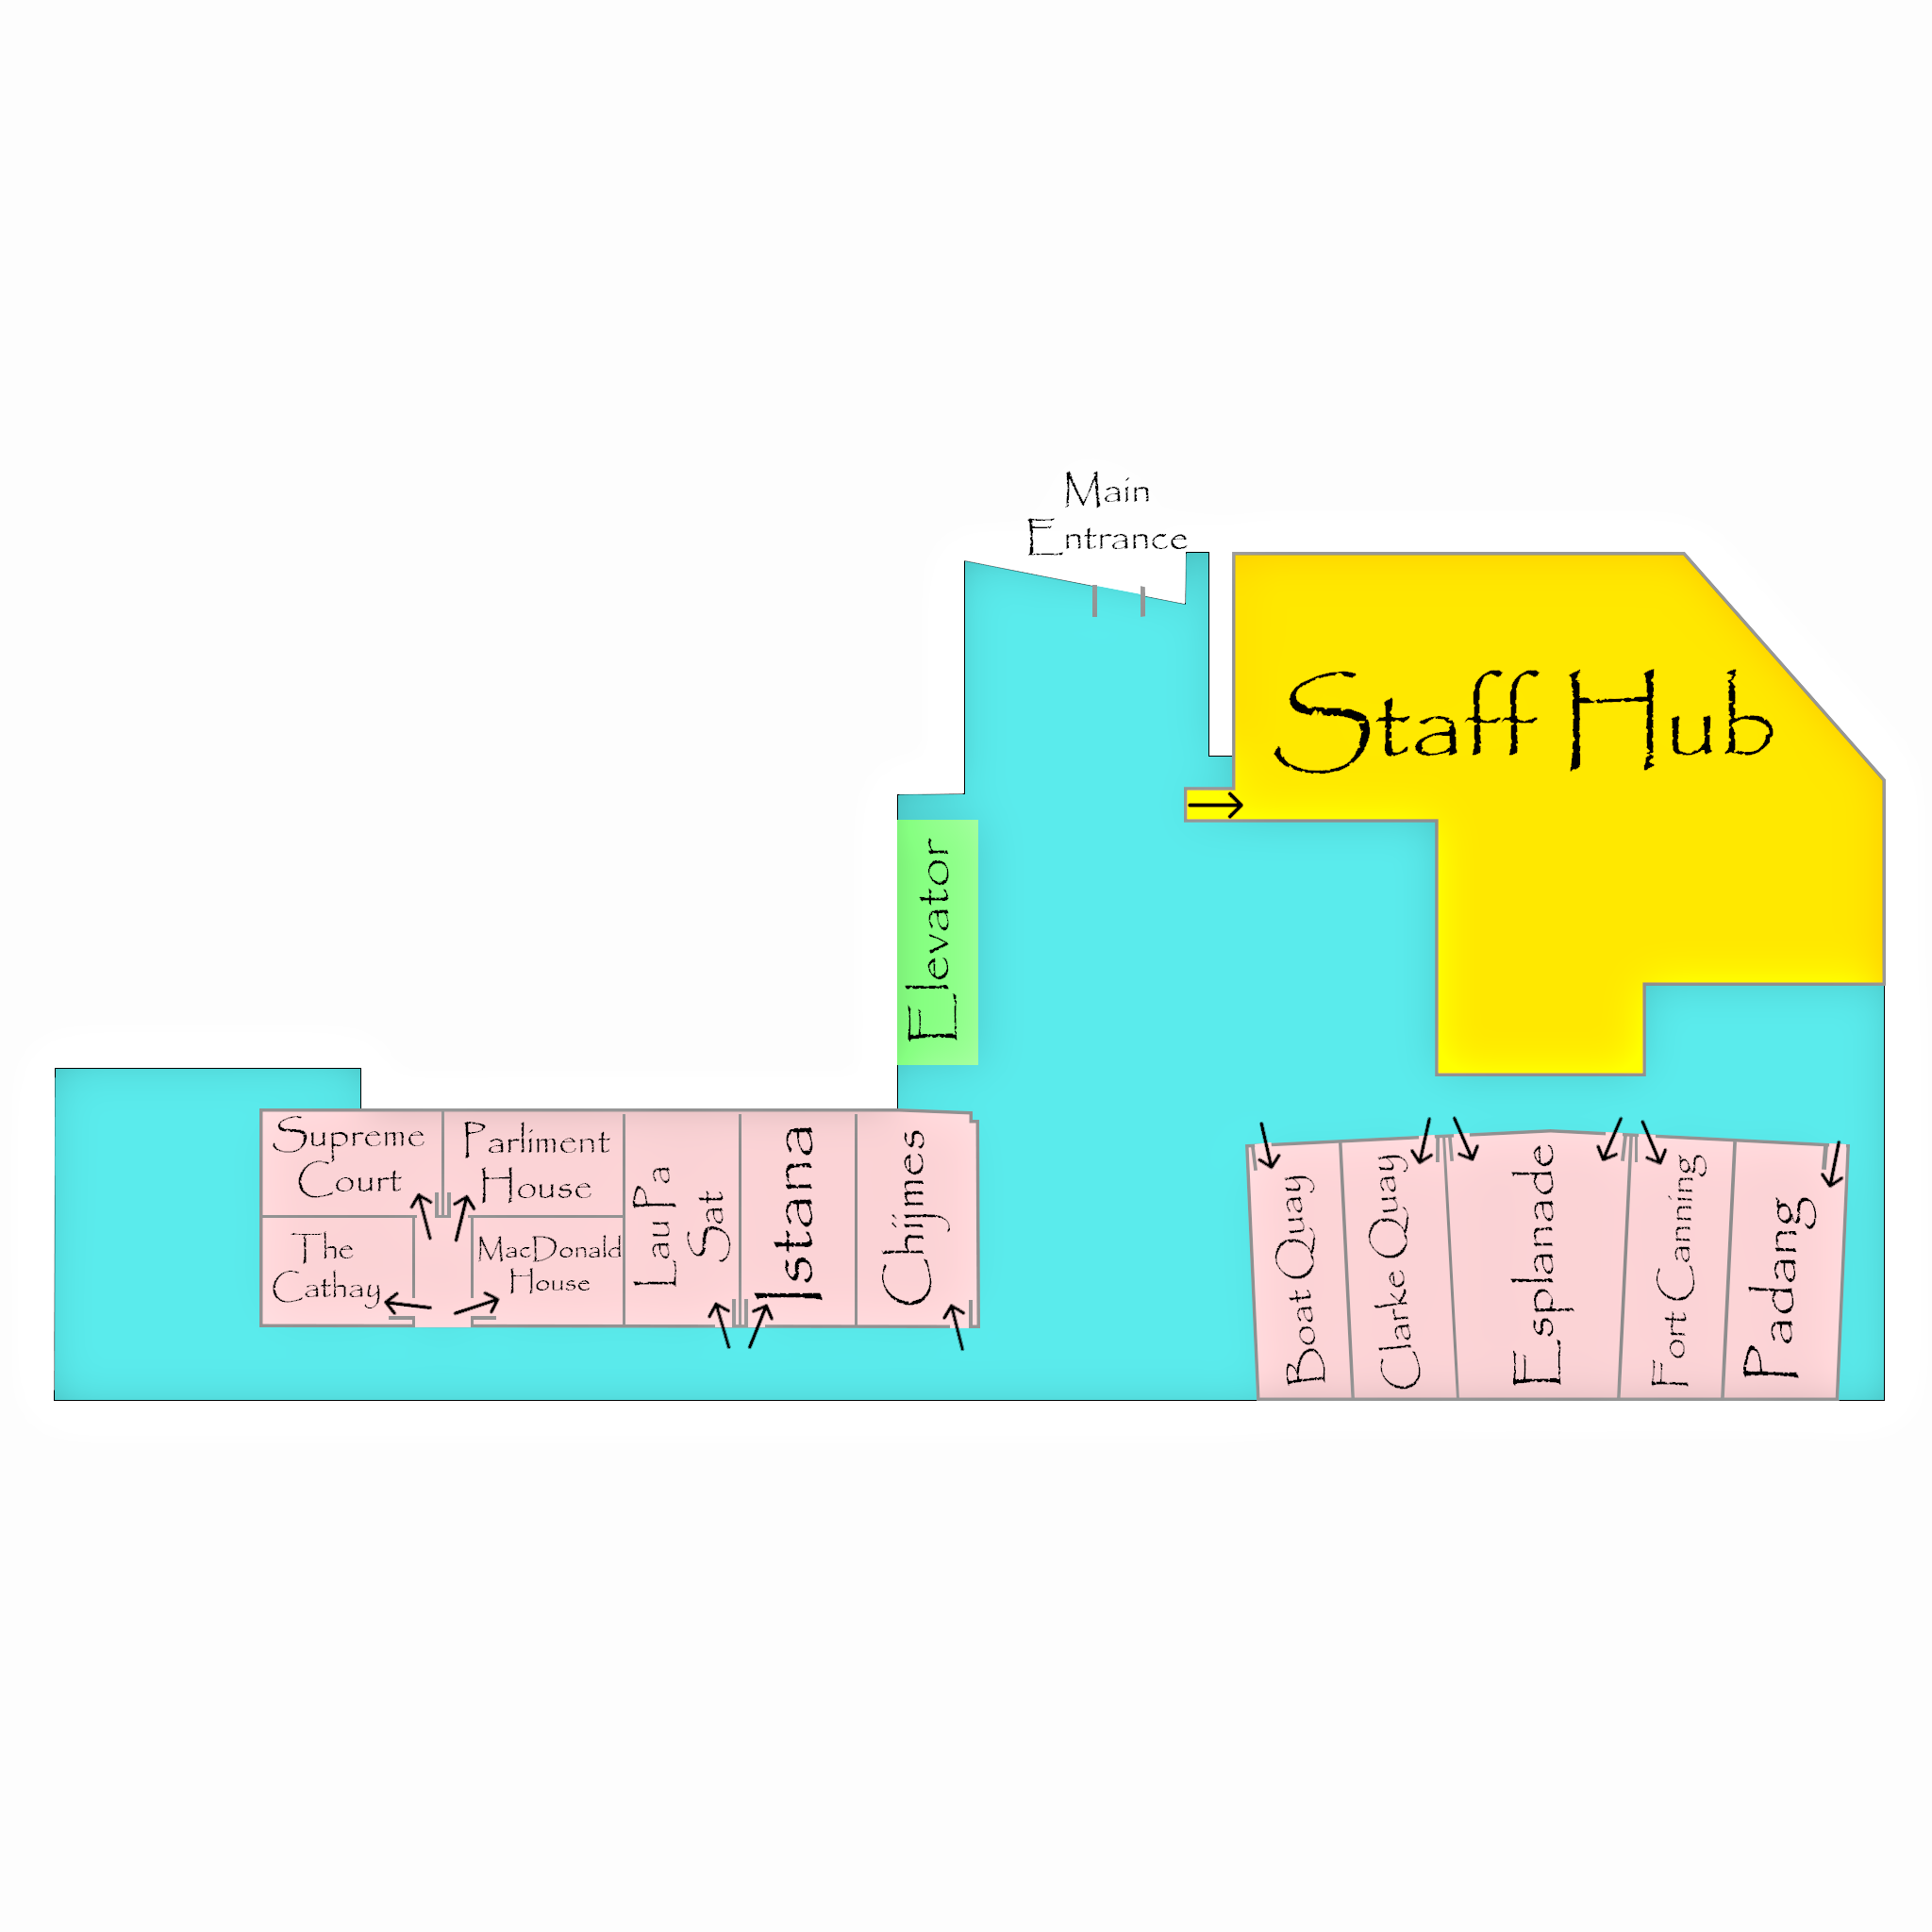 Main
Entrance
Staff Hub
Elevator
Supreme
Court
Parliment
House
The
Cathay
MacDonald
House
Lau Pa
Sat
Istana
Chijmes
Boat Quay
Clarke Quay
Esplanade
Fort Canning
Padang